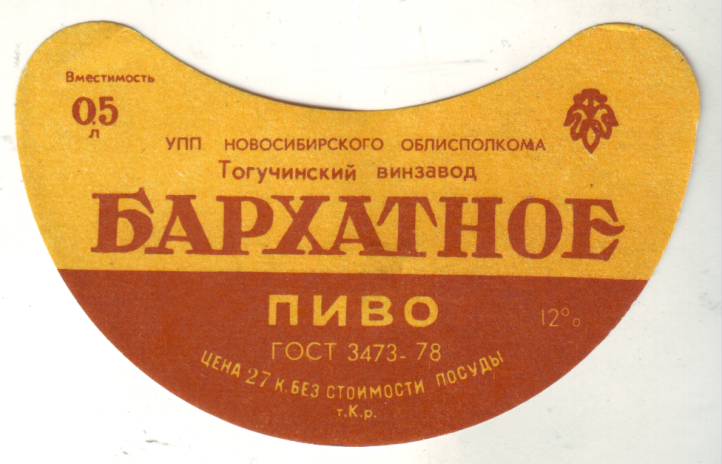 Вместимость
0,5
л
УПП НОВОСИБИРСКОГО ОБЛИСПОЛКОМА
Тогучинский винзавод
БАРХАТНОЕ
ПИВО
12%
ГОСТ 3473-78
ЦЕНА 27 К. БЕЗ СТОИМОСТИ ПОСУДЫ
т.К.р.